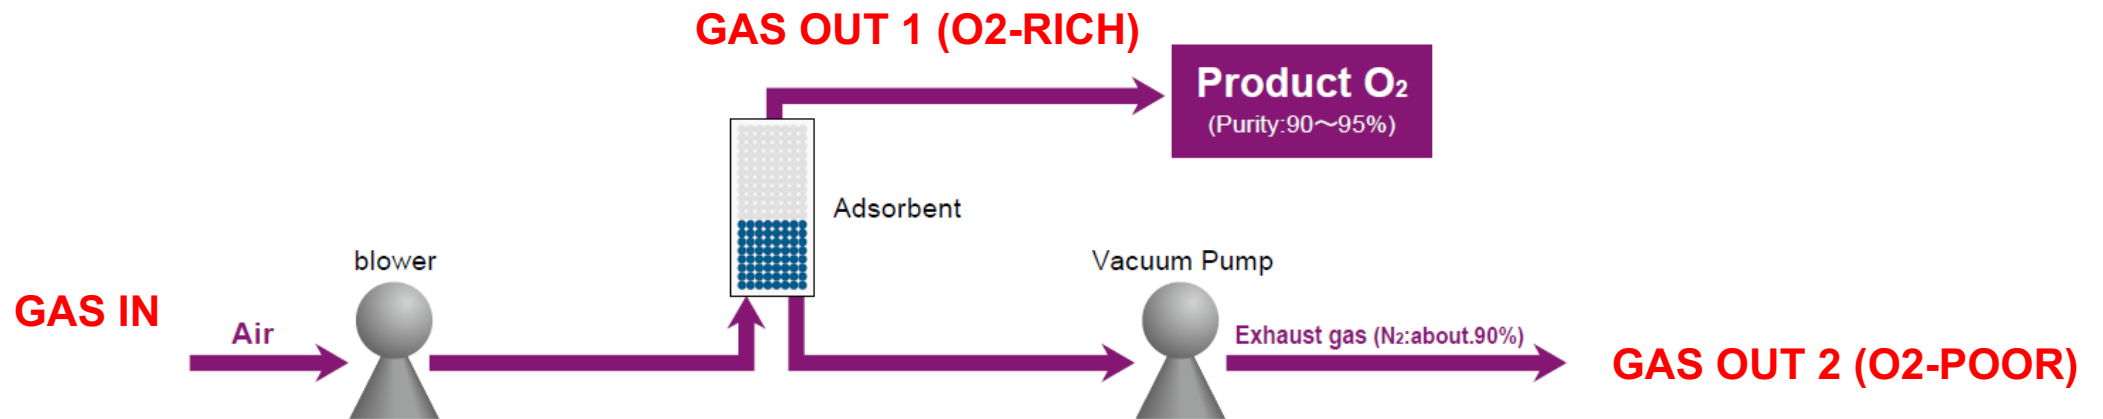 GAS OUT 1 (O2-RICH)
Product O₂
(Purity:90～95%)
Adsorbent
blower
Vacuum Pump
GAS IN
Air
Exhaust gas (N₂:about.90%)
GAS OUT 2 (O2-POOR)